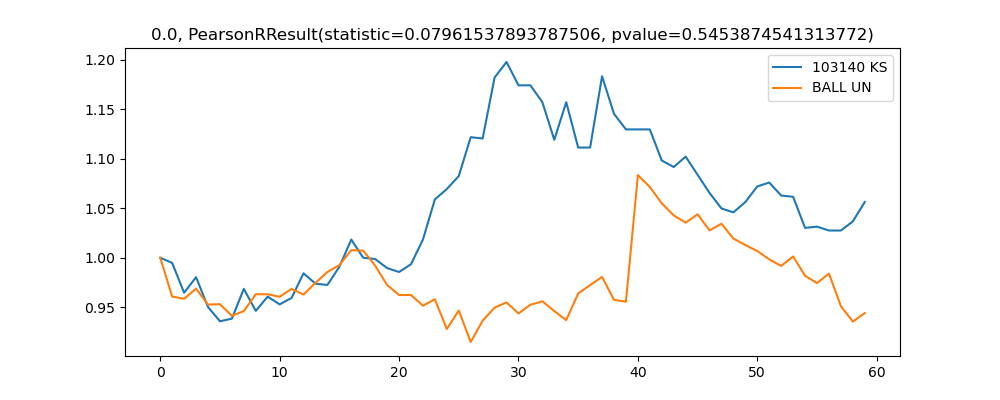 0.0, PearsonRResult(statistic=0.07961537893787506, pvalue=0.5453874541313772)
1.20
1.15
1.10
1.05
1.00
0.95
103140 KS
BALL UN
0 10 20 30 40 50 60